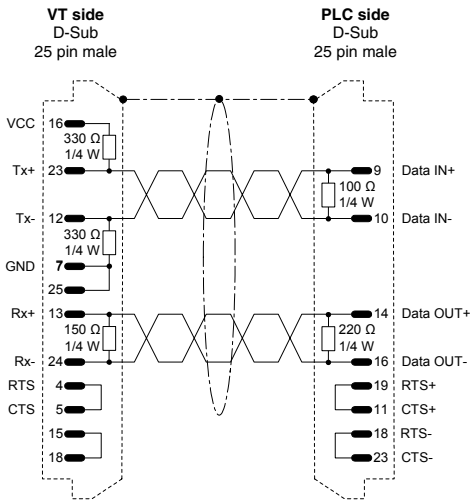 VT side
D-Sub
25 pin male
PLC side
D-Sub
25 pin male
VCC 16
330 Ω
1/4 W
Tx+ 23
Tx- 12
330 Ω
1/4 W
GND 7
25
Rx+ 13
150 Ω
1/4 W
Rx- 24
RTS 4
CTS 5
15
18
9 Data IN+
100 Ω
1/4 W
10 Data IN-
14 Data OUT+
220 Ω
1/4 W
16 Data OUT-
19 RTS+
11 CTS+
18 RTS-
23 CTS-